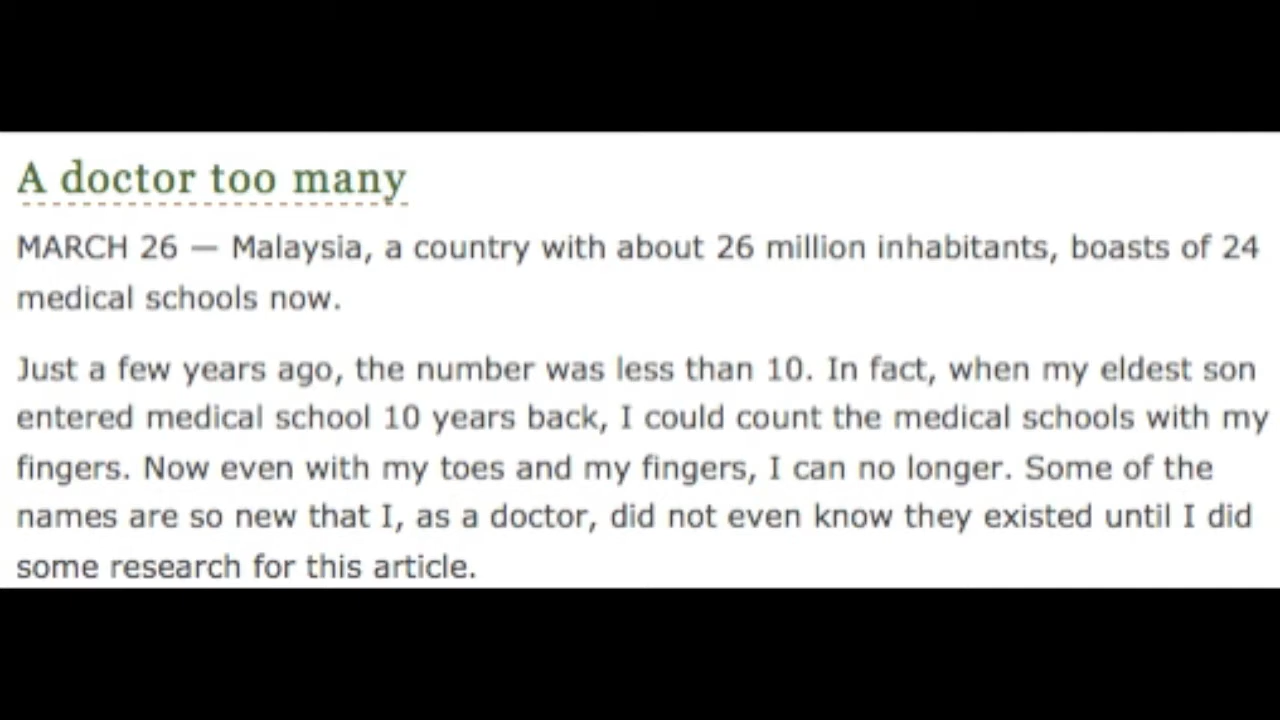 A doctor too many
MARCH 26 — Malaysia, a country with about 26 million inhabitants, boasts of 24
medical schools now.
Just a few years ago, the number was less than 10. In fact, when my eldest son
entered medical school 10 years back, I could count the medical schools with my
fingers. Now even with my toes and my fingers, I can no longer. Some of the
names are so new that I, as a doctor, did not even know they existed until I did
some research for this article.